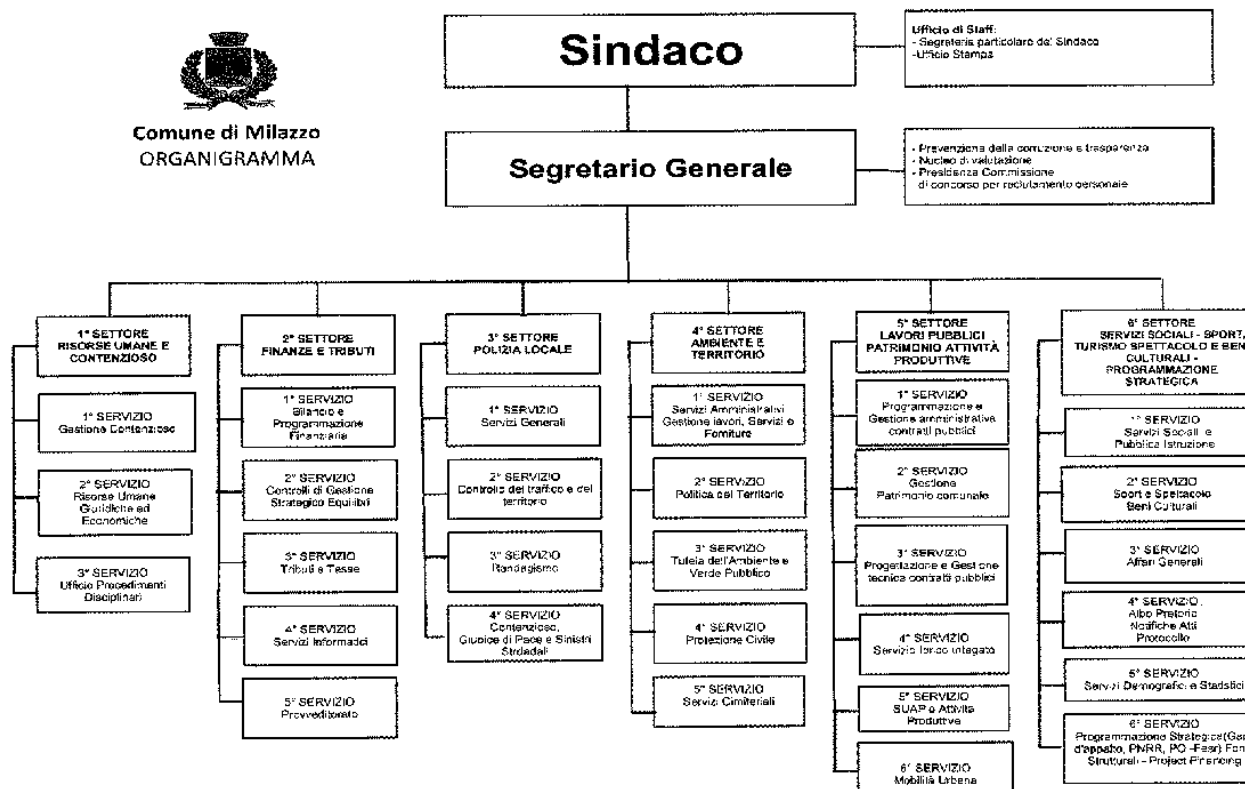 Sindaco
Ufficio di Staff:
- Segreteria particolare del Sindaco
-Ufficio Stampa
Comune di Milazzo
ORGANIGRAMMA
Segretario Generale
- Prevenzione della corruzione e trasparenza
- Nucleo di valutazione
- Presidenza Commissione
di concorso per reclutamento personale
1° SETTORE
RISORSE UMANE E
CONTENZIOSO
1° SERVIZIO
Gestione Contenzioso
2° SERVIZIO
Risorse Umane
Giuridiche ed
Economiche
3° SERVIZIO
Ufficio Procedimenti
Disciplinari
2° SETTORE
FINANZE E TRIBUTI
1° SERVIZIO
Bilancio e
Programmazione
Finanziaria
2° SERVIZIO
Controlli di Gestione
Strategico Equilibri
3° SERVIZIO
Tributi e Tasse
4° SERVIZIO
Servizi Informatici
5° SERVIZIO
Provveditorato
3° SETTORE
POLIZIA LOCALE
1° SERVIZIO
Servizi Generali
2° SERVIZIO
Controllo del traffico e del
territorio
3° SERVIZIO
Randagismo
4° SERVIZIO
Contenzioso,
Giudice di Pace e Sinistri
Stradali
4° SETTORE
AMBIENTE E
TERRITORIO
1° SERVIZIO
Servizi Amministrativi
Gestione lavori, Servizi e
Forniture
2° SERVIZIO
Politica del Territorio
3° SERVIZIO
Tutela dell'Ambiente e
Verde Pubblico
4° SERVIZIO
Protezione Civile
5° SERVIZIO
Servizi Cimiteriali
5° SETTORE
LAVORI PUBBLICI
PATRIMONIO ATTIVITÀ
PRODUTTIVE
1° SERVIZIO
Programmazione e
Gestione amministrativa
contratti pubblici
2° SERVIZIO
Gestione
Patrimonio comunale
3° SERVIZIO
Progettazione e Gestione
tecnica contratti pubblici
4° SERVIZIO
Servizio Idrico Integrato
5° SERVIZIO
SUAP e Attività
Produttive
6° SERVIZIO
Mobilità Urbana
6° SETTORE
SERVIZI SOCIALI - SPORT,
TURISMO SPETTACOLO E BENI
CULTURALI -
PROGRAMMAZIONE
STRATEGICA
1° SERVIZIO
Servizi Sociali e
Pubblica Istruzione
2° SERVIZIO
Sport e Spettacolo
Beni Culturali
3° SERVIZIO
Affari Generali
4° SERVIZIO
Albo Pretorio
Notifiche Atti
Protocollo
5° SERVIZIO
Servizi Demografici e Statistici
6° SERVIZIO
Programmazione Strategica
d'appalto, PNRR, PO -Fesr)
Strutturali - Project Financing